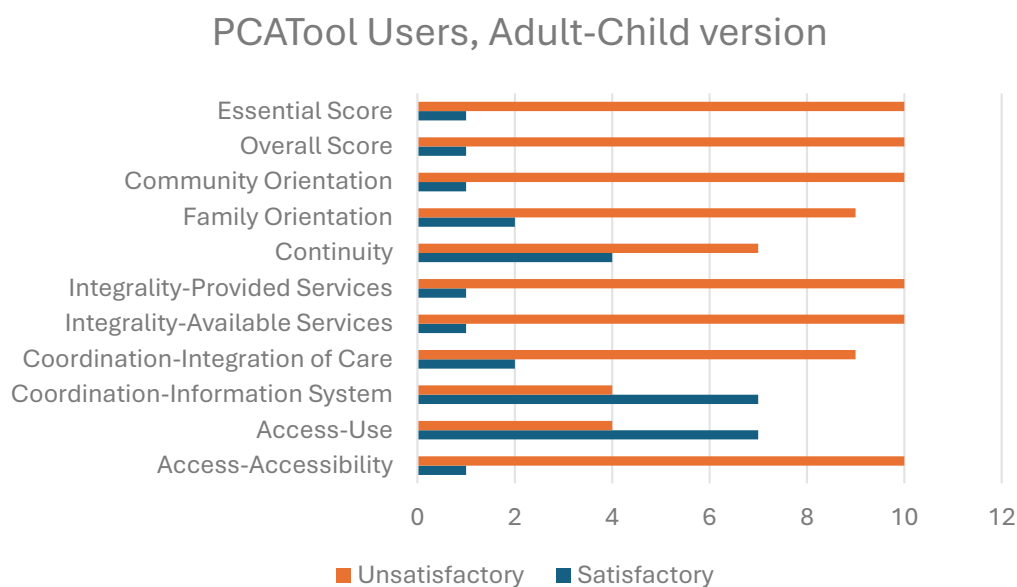 PCATool Users, Adult-Child version
Essential Score
Overall Score
Community Orientation
Family Orientation
Continuity
Integrality-Provided Services
Integrality-Available Services
Coordination-Integration of Care
Coordination-Information System
Access-Use
Access-Accessibility
0 2 4 6 8 10 12
Unsatisfactory Satisfactory